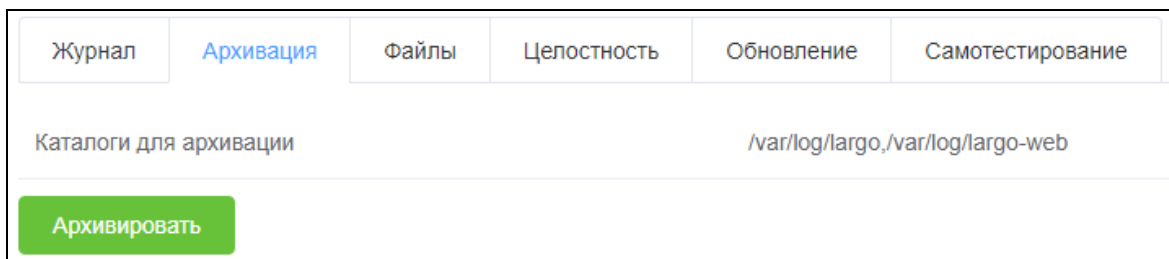 Журнал Архивация Файлы Целостность Обновление Самотестирование
Каталоги для архивации /var/log/largo,/var/log/largo-web
Архивировать